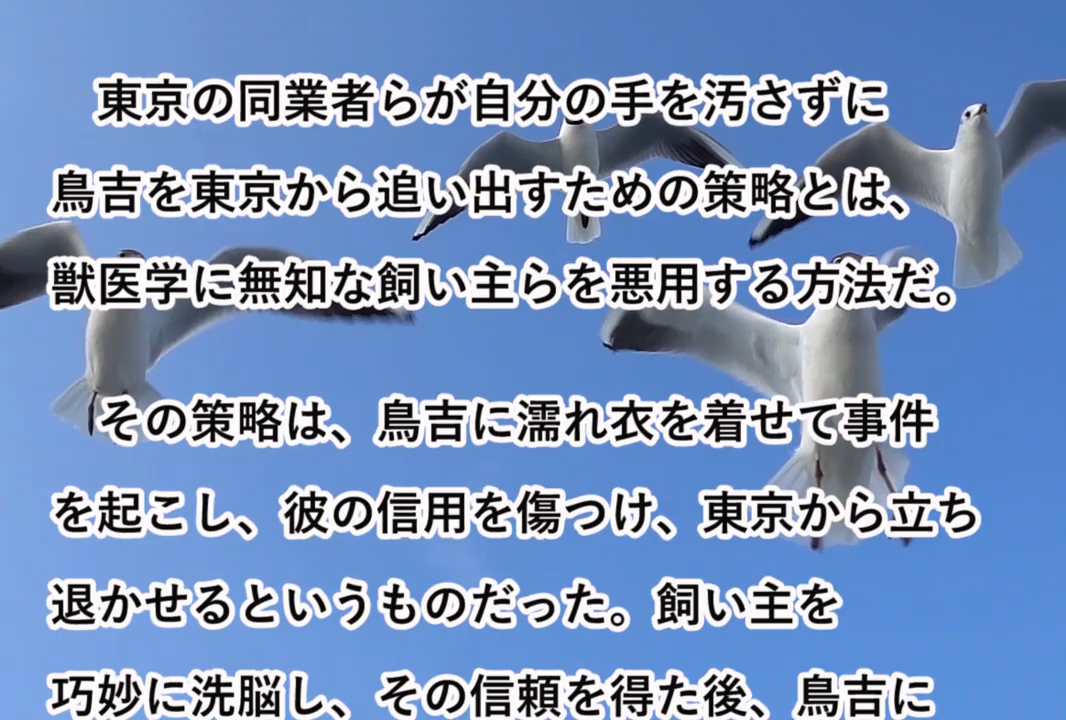 東京の同業者らが自分の手を汚さずに
鳥吉を東京から追い出すための策略とは、
獣医学に無知な飼い主らを悪用する方法だ。
その策略は、鳥吉に濡れ衣を着せて事件
を起こし、彼の信用を傷つけ、東京から立ち
退かせるというものだった。飼い主を
巧妙に洗脳し、その信頼を得た後、鳥吉に